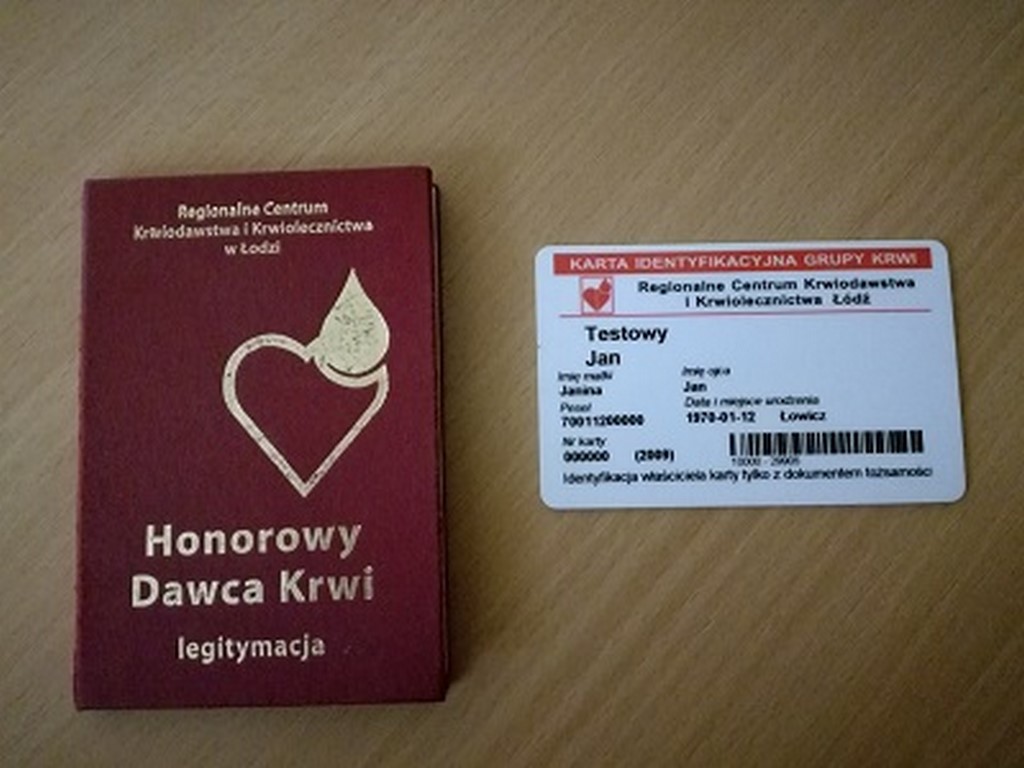 Regionalne Centrum
Krwiodawstwa i Krwiolecznictwa
w Łodzi
Honorowy
Dawca Krwi
legitymacja
KARTA IDENTYFIKACYJNA GRUPY KRWI
Regionalne Centrum Krwiodawstwa
i Krwiolecznictwa Łódź
Testowy
Jan
Imię matki Imię ojca
Janina Jan
Pesel Data i miejsce urodzenia
70011200000 1970-01-12 Łowicz
Nr karty
000000 (2009)
Identyfikacja właściciela karty tylko z dokumentem tożsamości